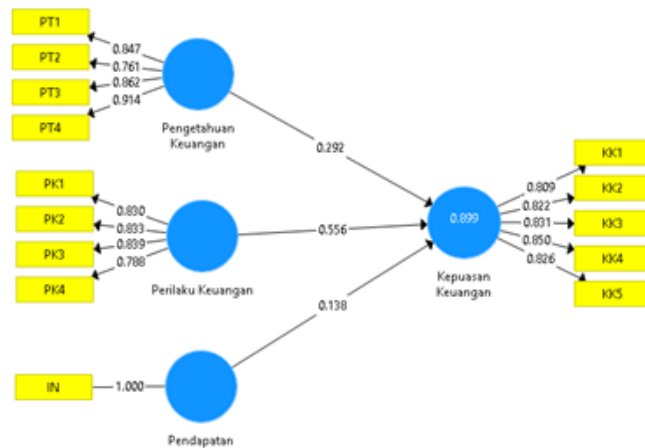 PT1
PT2
PT3
PT4
0.847
0.761
0.862
0.914
Pengetahuan
Keuangan
0.292
PK1
PK2
PK3
PK4
0.830
0.833
0.839
0.788
Perilaku Keuangan
0.556
IN
1.000
Pendapatan
0.138
0.899
Kepuasan
Keuangan
0.809
0.822
0.831
0.850
0.826
KK1
KK2
KK3
KK4
KK5